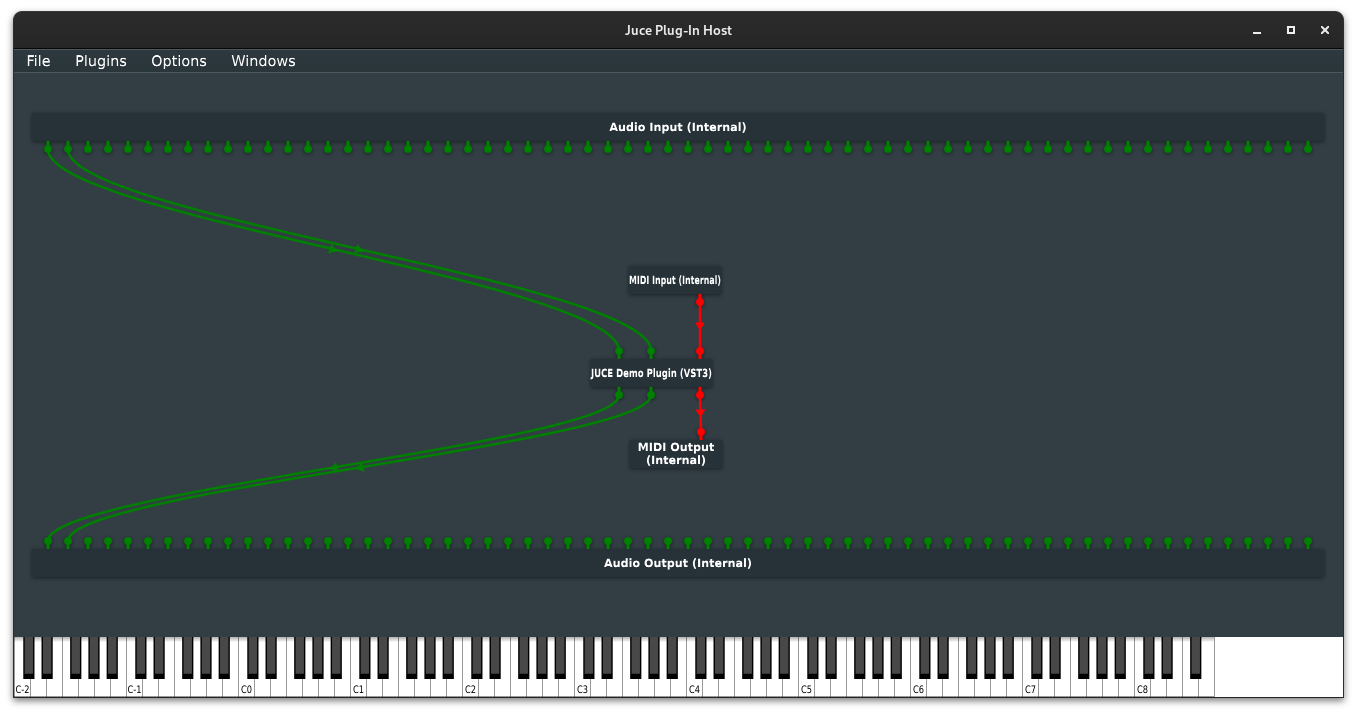 Juce Plug-In Host
File Plugins Options Windows
Audio Input (Internal)
MIDI Input (Internal)
JUCE Demo Plugin (VST3)
MIDI Output
(Internal)
Audio Output (Internal)
C-2 C-1 C0 C1 C2 C3 C4 C5 C6 C7 C8